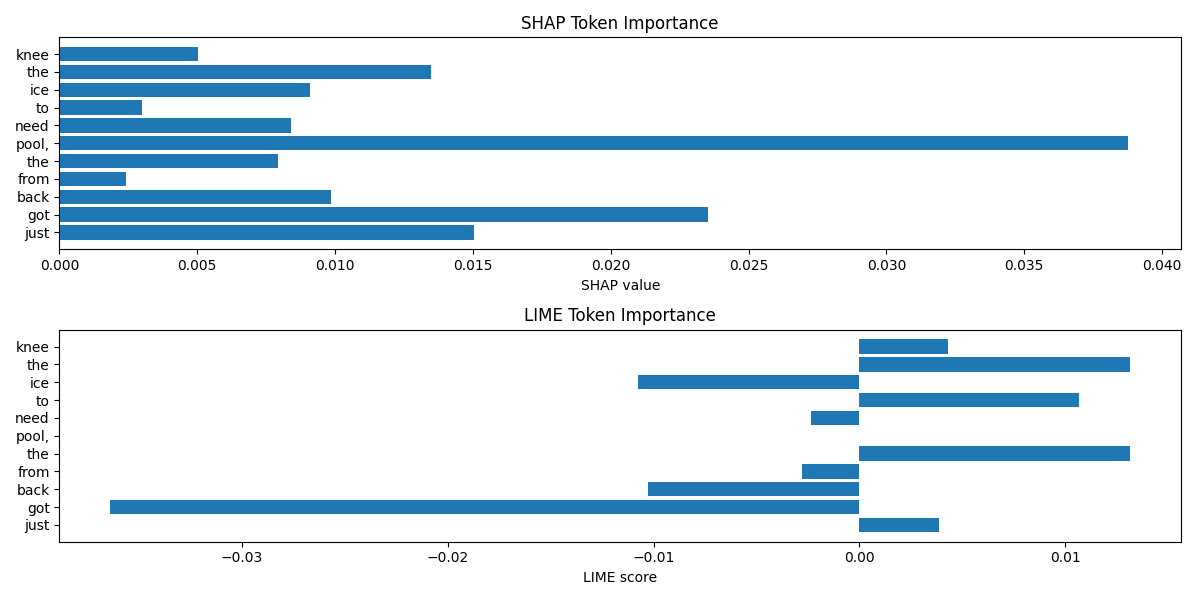 SHAP Token Importance
knee
the
ice
to
need
pool,
the
from
back
got
just
0.000 0.005 0.010 0.015 0.020 0.025 0.030 0.035 0.040
SHAP value
LIME Token Importance
knee
the
ice
to
need
pool,
the
from
back
got
just
−0.03 −0.02 −0.01 0.00 0.01
LIME score